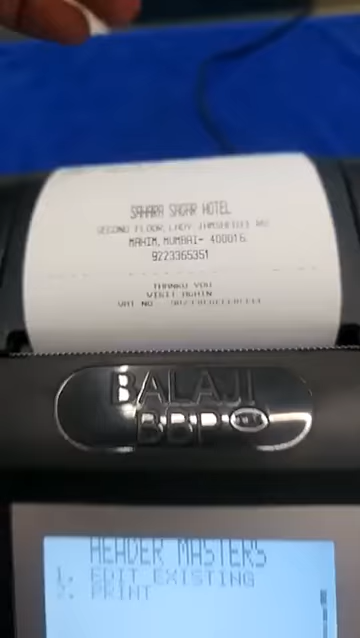 SAHARA SAGAR HOTEL
SECOND FLOOR, LADY JAMSHEDJI RD
MAHIM, MUMBAI- 400016
9223365351
THANKU YOU
VISIT AGAIN
VAT NO
BALAJI
BBP
HEADER MASTERS
1. EDIT EXISTING
2. PRINT